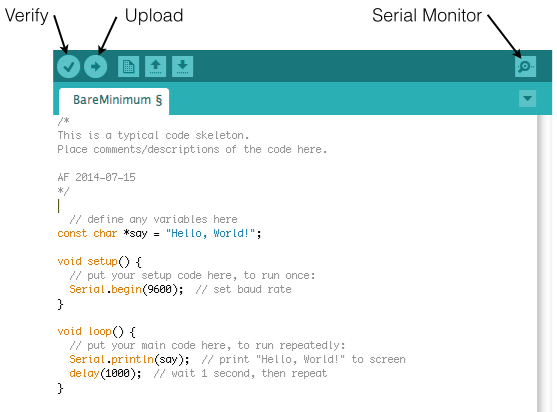 Verify Upload Serial Monitor
BareMinimum §
/*
This is a typical code skeleton.
Place comments/descriptions of the code here.
AF 2014-07-15
*/
// define any variables here
const char *say = "Hello, World!";
void setup() {
// put your setup code here, to run once:
Serial.begin(9600); // set baud rate
}
void loop() {
// put your main code here, to run repeatedly:
Serial.println(say); // print "Hello, World!" to screen
delay(1000); // wait 1 second, then repeat
}